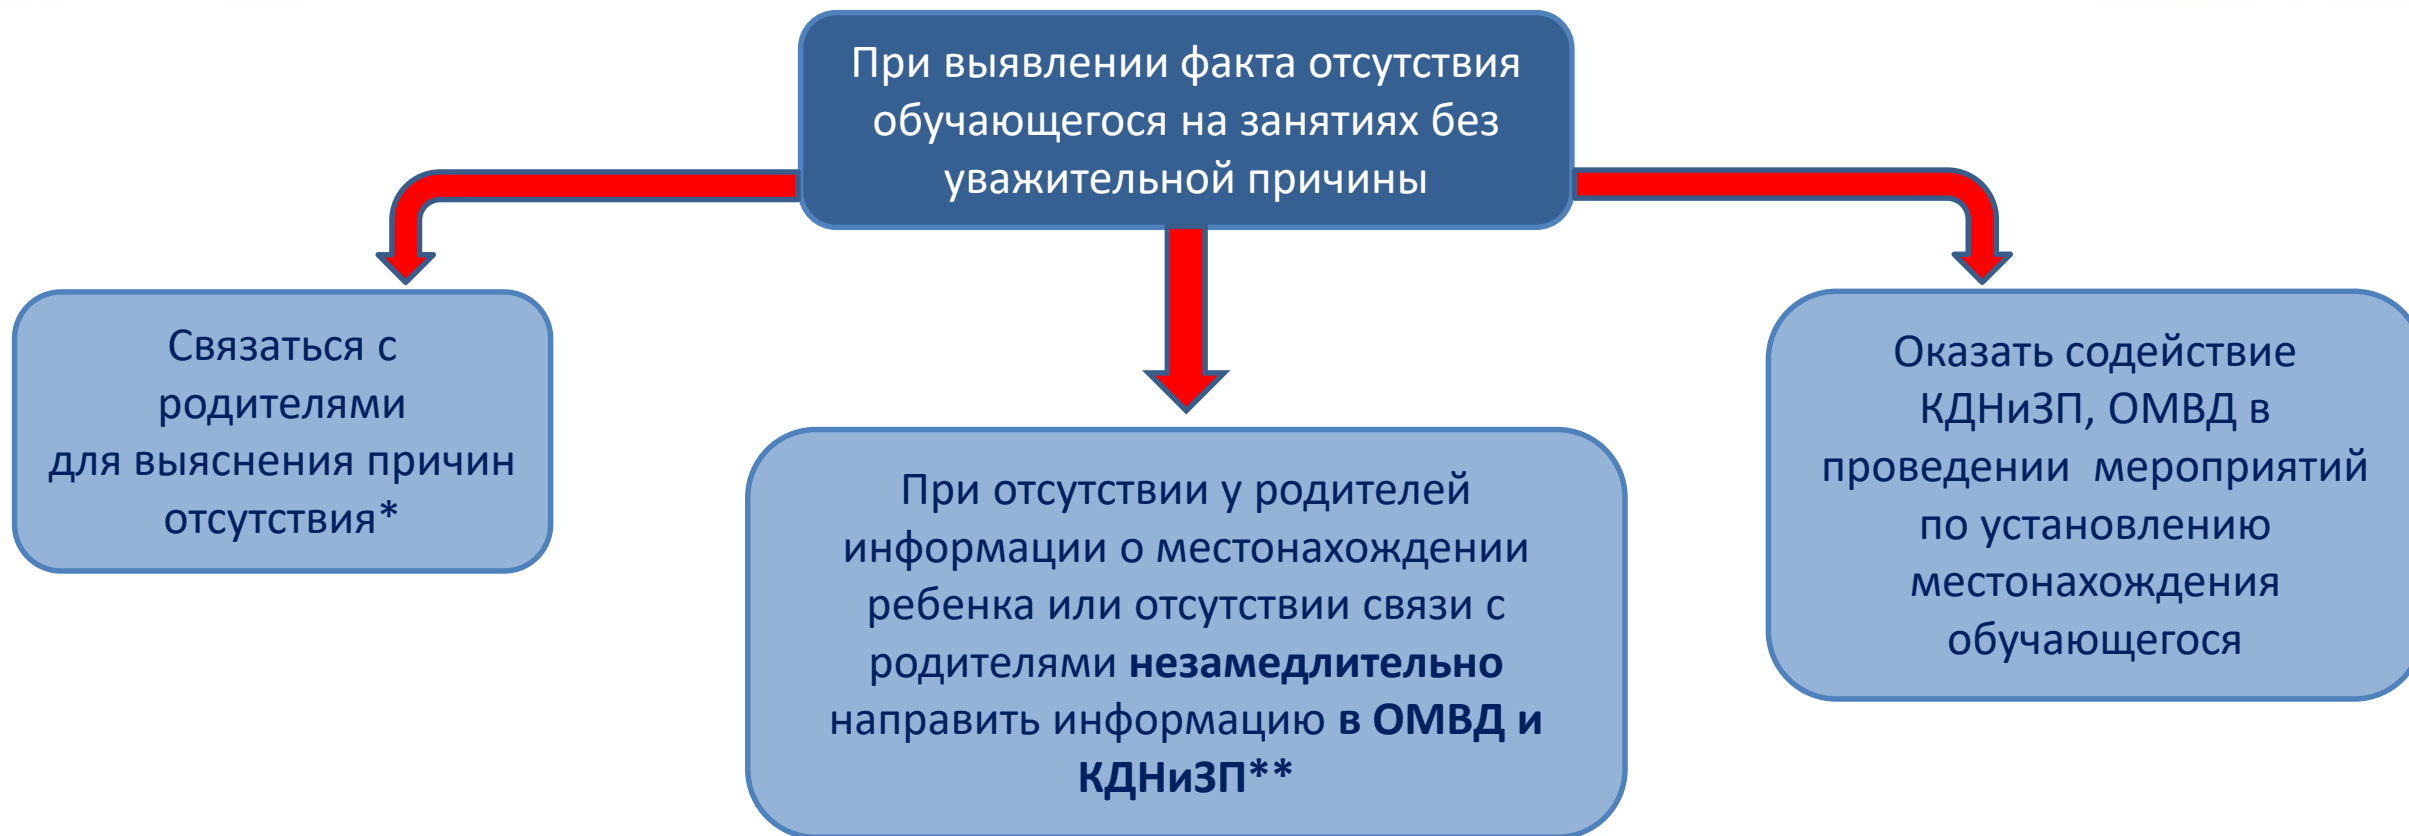 При выявлении факта отсутствия
обучающегося на занятиях без
уважительной причины
Связаться с
родителями
для выяснения причин
отсутствия*
При отсутствии у родителей
информации о местонахождении
ребенка или отсутствии связи с
родителями незамедлительно
направить информацию в ОМВД и
КДНиЗП**
Оказать содействие
КДНиЗП, ОМВД в
проведении мероприятий
по установлению
местонахождения
обучающегося